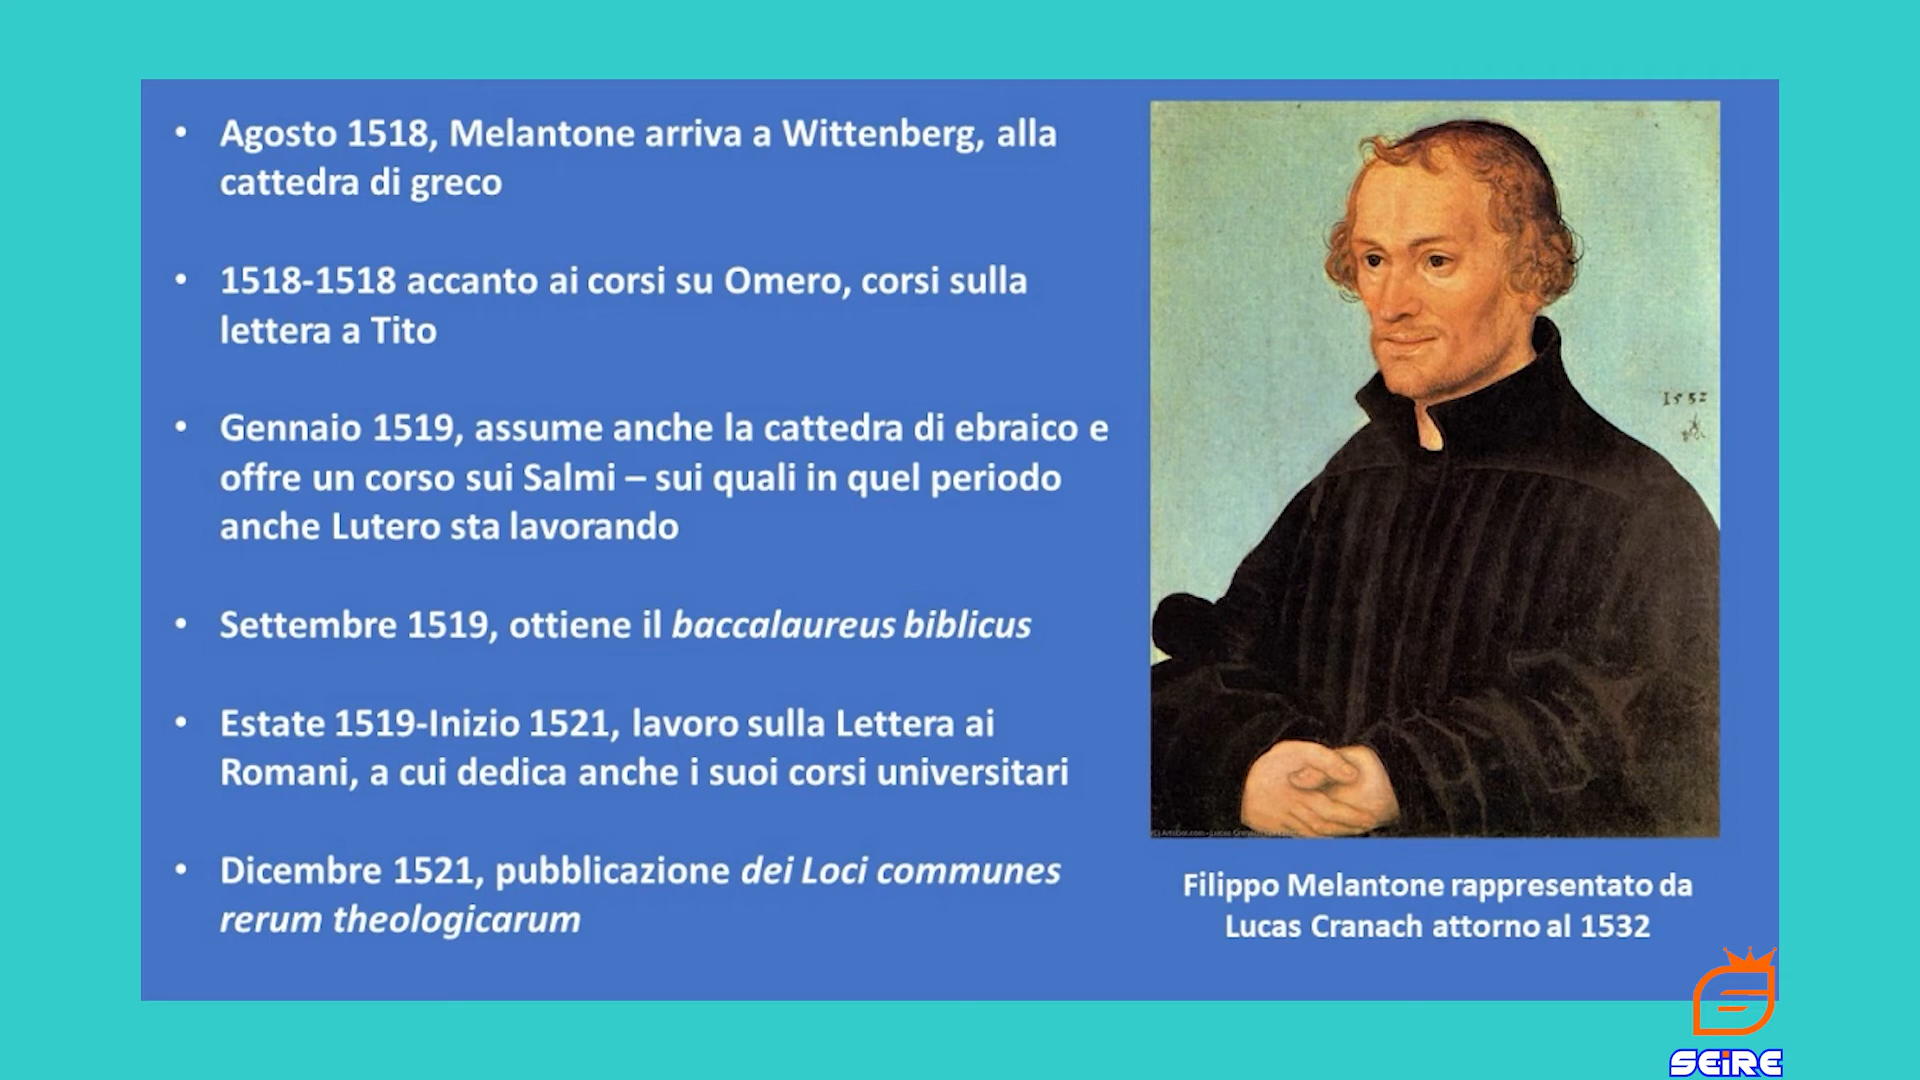 • Agosto 1518, Melantone arriva a Wittenberg, alla
cattedra di greco
• 1518-1518 accanto ai corsi su Omero, corsi sulla
lettera a Tito
• Gennaio 1519, assume anche la cattedra di ebraico e
offre un corso sui Salmi – sui quali in quel periodo
anche Lutero sta lavorando
• Settembre 1519, ottiene il baccalaureus biblicus
• Estate 1519-Inizio 1521, lavoro sulla Lettera ai
Romani, a cui dedica anche i suoi corsi universitari
• Dicembre 1521, pubblicazione dei Loci communes
rerum theologicarum
1532
Filippo Melantone rappresentato da
Lucas Cranach attorno al 1532
SEIRE